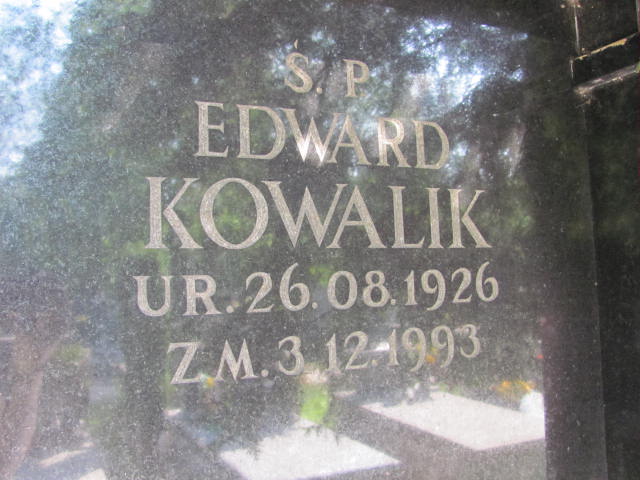 Ś. P
EDWARD
KOWALIK
UR. 26. 08. 1926
ZM. 3. 12. 1993